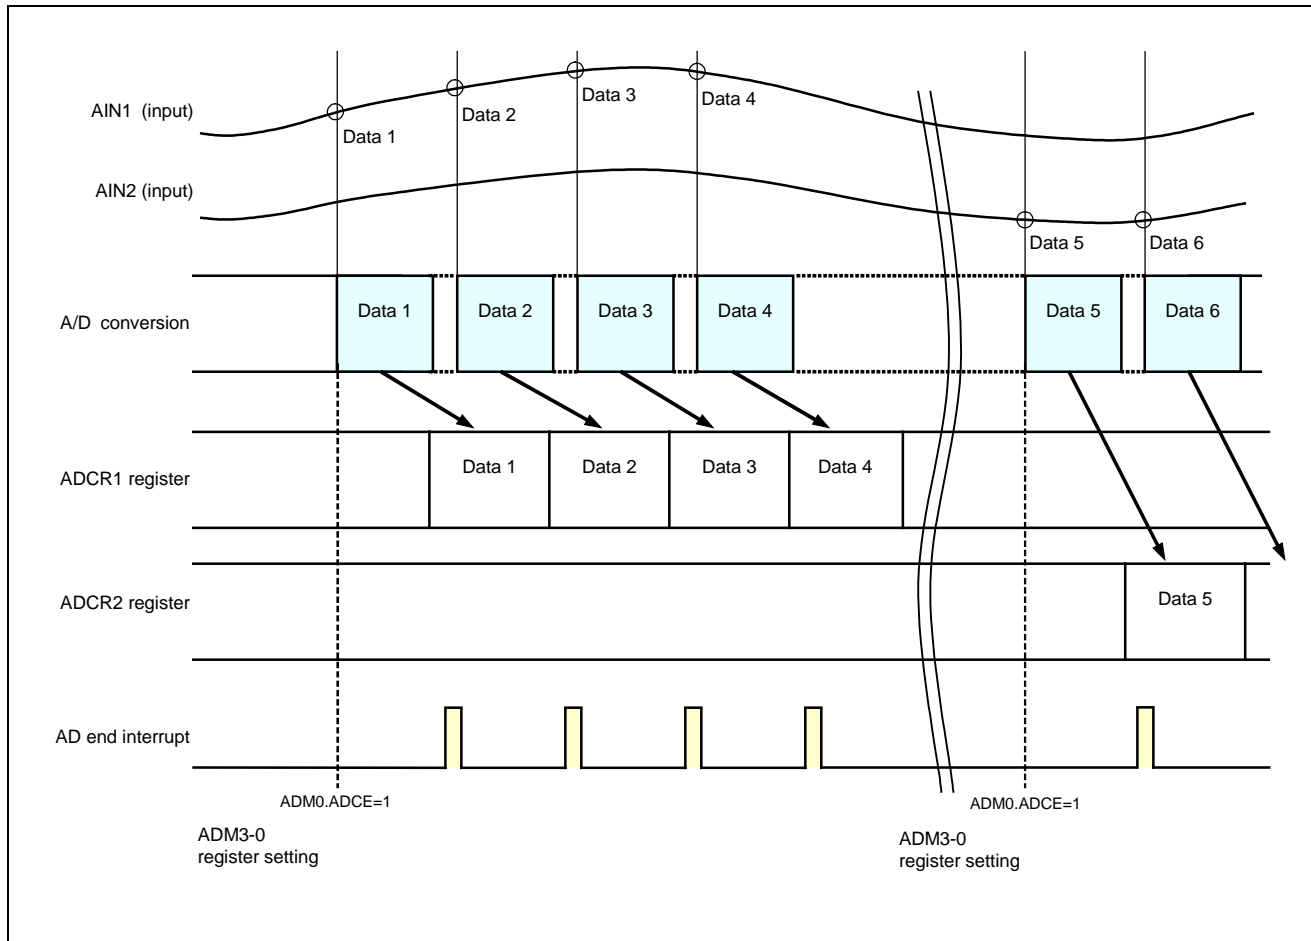 AIN1 (input)
Data 1
Data 2
Data 3
Data 4
AIN2 (input)
Data 5
Data 6
A/D conversion
Data 1
Data 2
Data 3
Data 4
Data 5
Data 6
ADCR1 register
Data 1
Data 2
Data 3
Data 4
ADCR2 register
Data 5
AD end interrupt
ADM0.ADCE=1
ADM0.ADCE=1
ADM3-0
register setting
ADM3-0
register setting